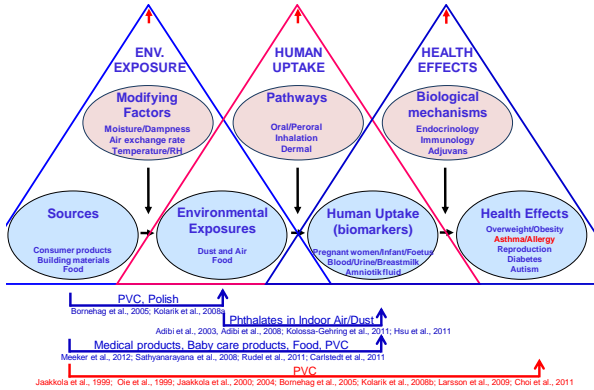 ENV.
EXPOSURE
HUMAN
UPTAKE
HEALTH
EFFECTS
Modifying
Factors
Moisture/Dampness
Air exchange rate
Temperature/RH
Pathways
Oral/Peroral
Inhalation
Dermal
Biological
mechanisms
Endocrinology
Immunology
Adjuvans
Sources
Consumer products
Building materials
Food
Environmental
Exposures
Dust and Air
Food
Human Uptake
(biomarkers)
Pregnant women/Infant/Foetus
Blood/Urine/Breastmilk
Amniotik fluid
Health Effects
Overweight/Obesity
Asthma/Allergy
Reproduction
Diabetes
Autism
PVC, Polish
Bornehag et al., 2005; Kolarik et al., 2008a
Phthalates in Indoor Air/Dust
Adibi et al., 2003, Adibi et al., 2008; Kolossa-Gehring et al., 2011; Hsu et al., 2011
Medical products, Baby care products, Food, PVC
Meeker et al., 2012; Sathyanarayana et al., 2008; Rudel et al., 2011; Carlstedt et al., 2011
PVC
Jaakkola et al., 1999; Oie et al., 1999; Jaakkola et al., 2000; 2004; Bornehag et al., 2005; Kolarik et al., 2008b; Larsson et al., 2009; Choi et al., 2011